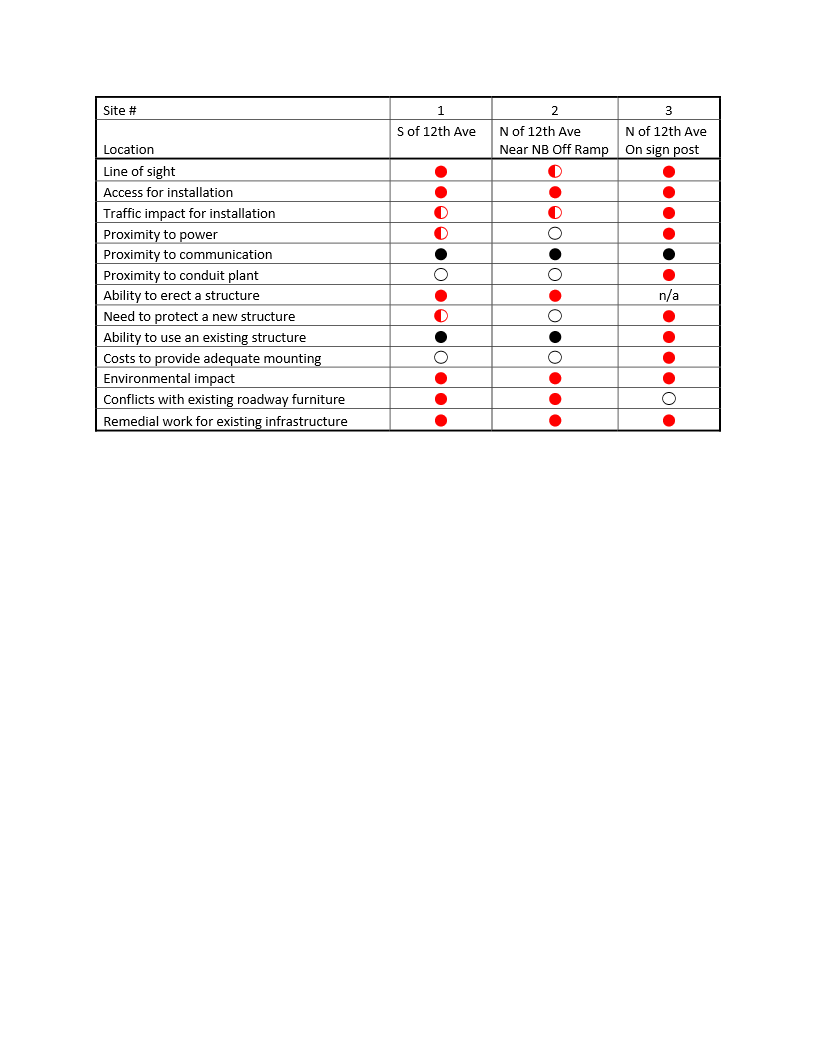 Site # 1 2 3
S of 12th Ave N of 12th Ave N of 12th Ave
Location Near NB Off Ramp On sign post
Line of sight
Access for installation
Traffic impact for installation
Proximity to power
Proximity to communication
Proximity to conduit plant
Ability to erect a structure n/a
Need to protect a new structure
Ability to use an existing structure
Costs to provide adequate mounting
Environmental impact
Conflicts with existing roadway furniture
Remedial work for existing infrastructure